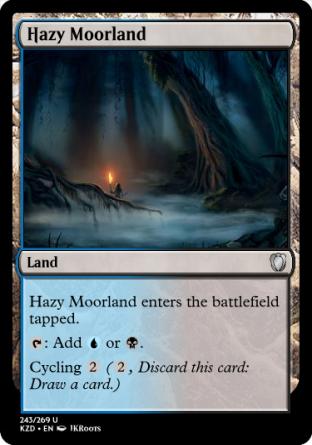 Hazy Moorland
Land
Hazy Moorland enters the battlefield
tapped.
: Add or .
Cycling 2 ( 2 , Discard this card:
Draw a card.)
243/269 U
KZD • EN JKRoots